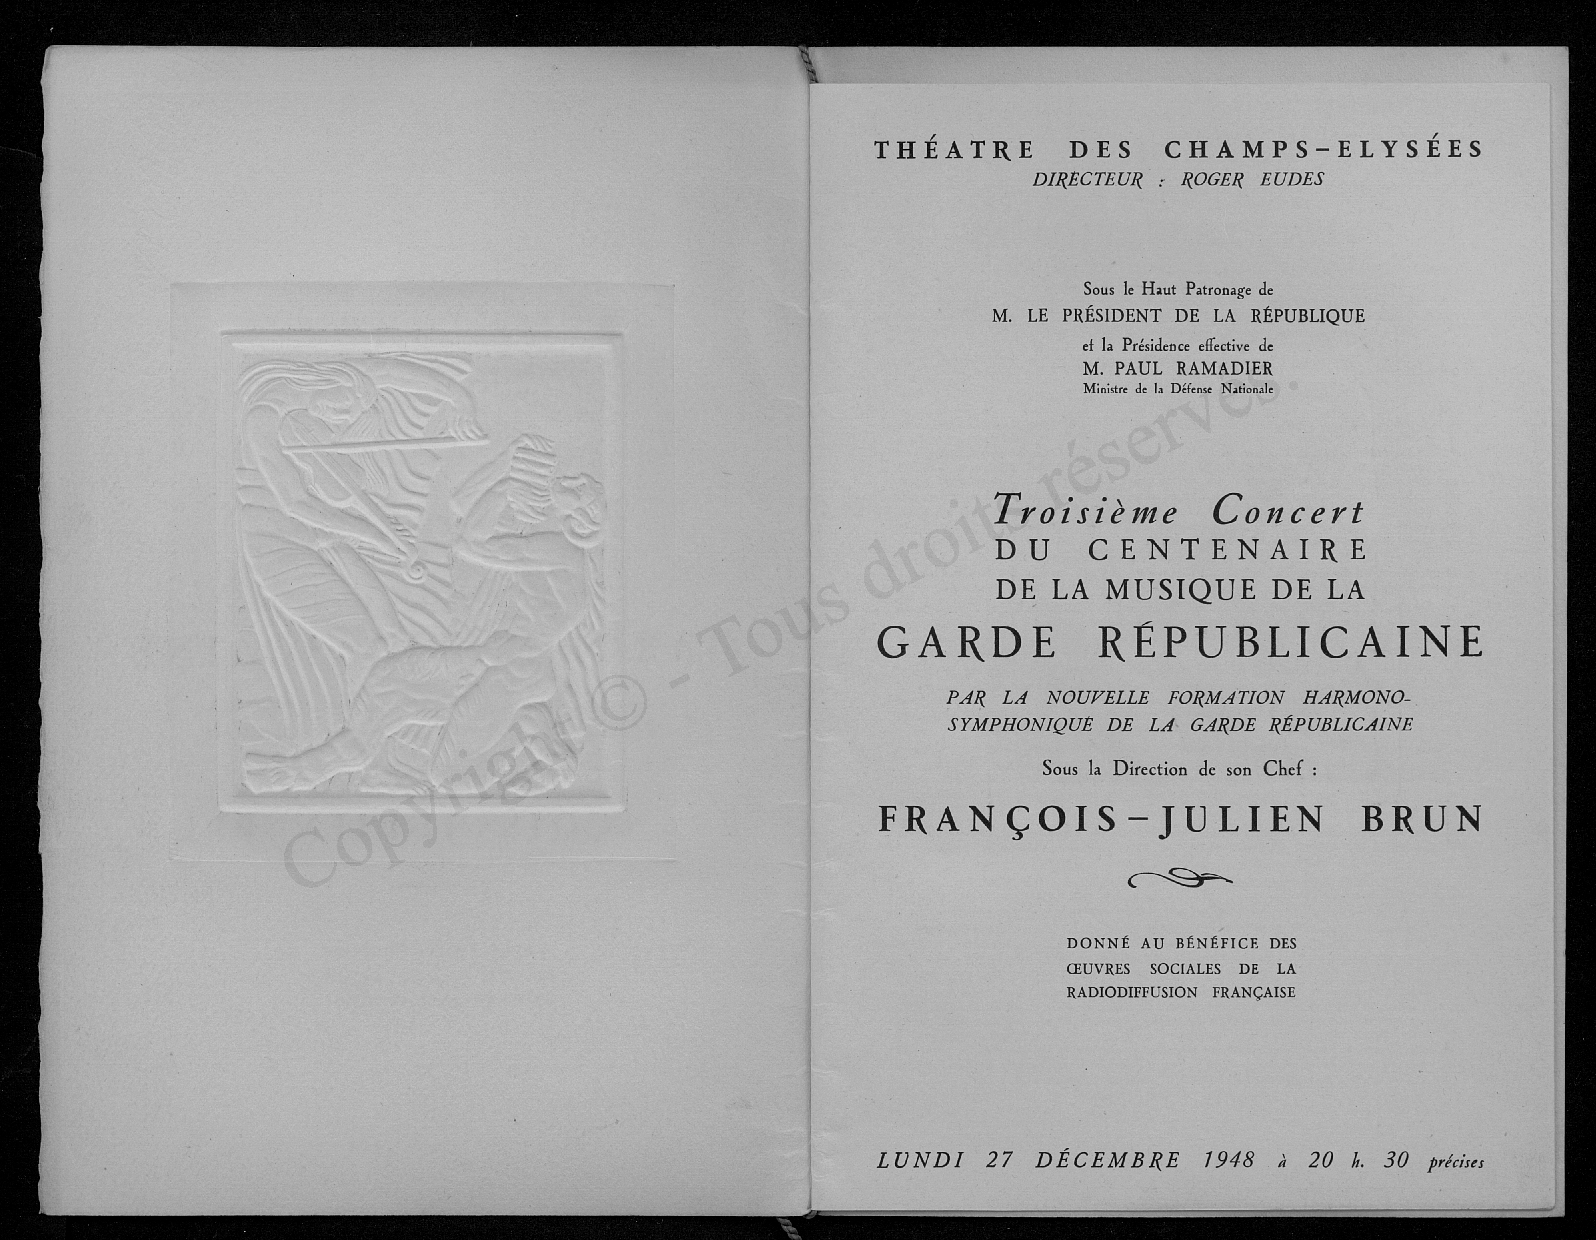 THÉATRE DES CHAMPS-ELYSÉES
DIRECTEUR : ROGER EUDES
Sous le Haut Patronage de
M. LE PRÉSIDENT DE LA RÉPUBLIQUE
et la Présidence effective de
M. PAUL RAMADIER
Ministre de la Défense Nationale
Troisième Concert
DU CENTENAIRE
DE LA MUSIQUE DE LA
GARDE RÉPUBLICAINE
PAR LA NOUVELLE FORMATION HARMONO-
SYMPHONIQUE DE LA GARDE RÉPUBLICAINE
Sous la Direction de son Chef :
FRANÇOIS-JULIEN BRUN
DONNÉ AU BÉNÉFICE DES
ŒUVRES SOCIALES DE LA
RADIODIFFUSION FRANÇAISE
LUNDI 27 DÉCEMBRE 1948 à 20 h. 30 précises
Copyright © - Tous droits réservés.